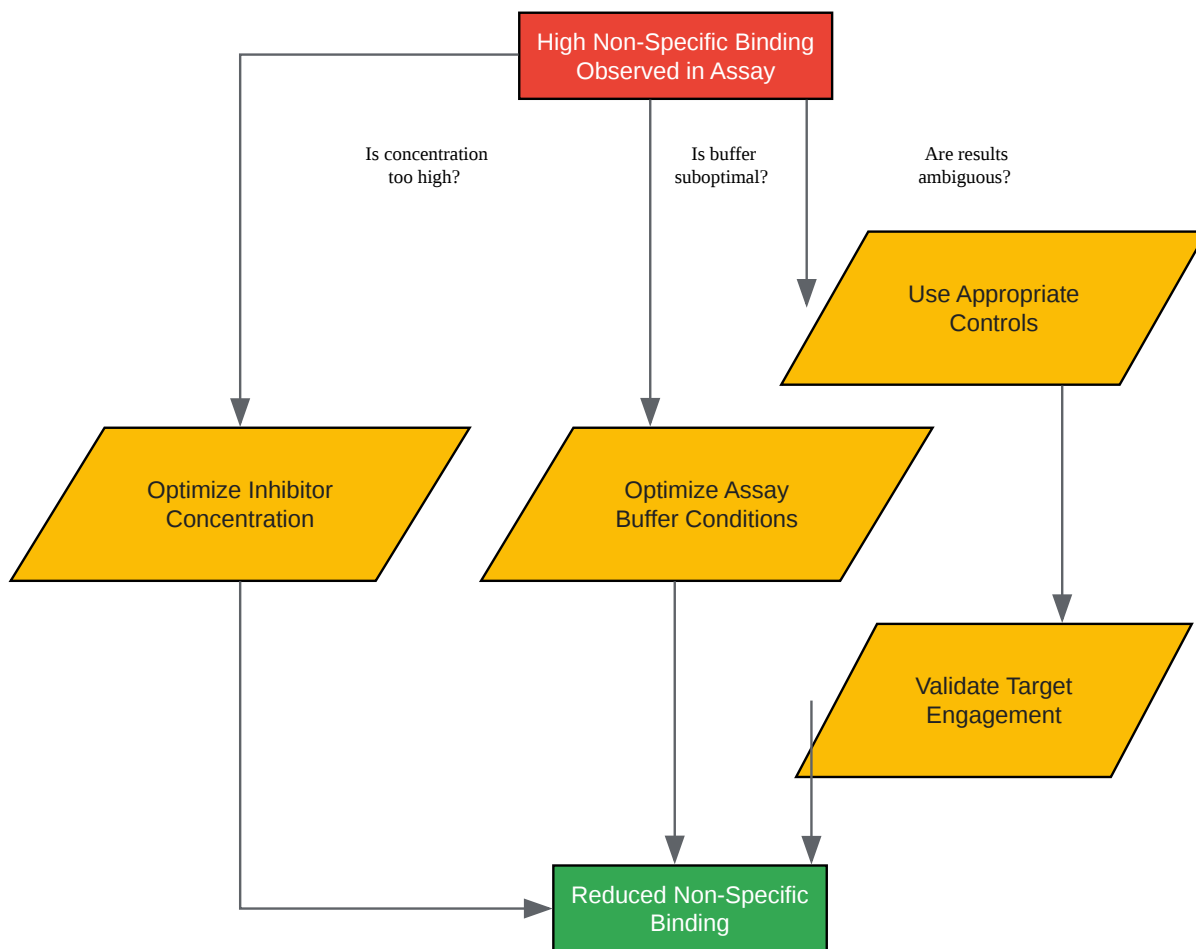 High Non-Specific Binding
Observed in Assay
Is concentration
too high?
Is buffer
suboptimal?
Are results
ambiguous?
Use Appropriate
Controls
Optimize Inhibitor
Concentration
Optimize Assay
Buffer Conditions
Validate Target
Engagement
Reduced Non-Specific
Binding